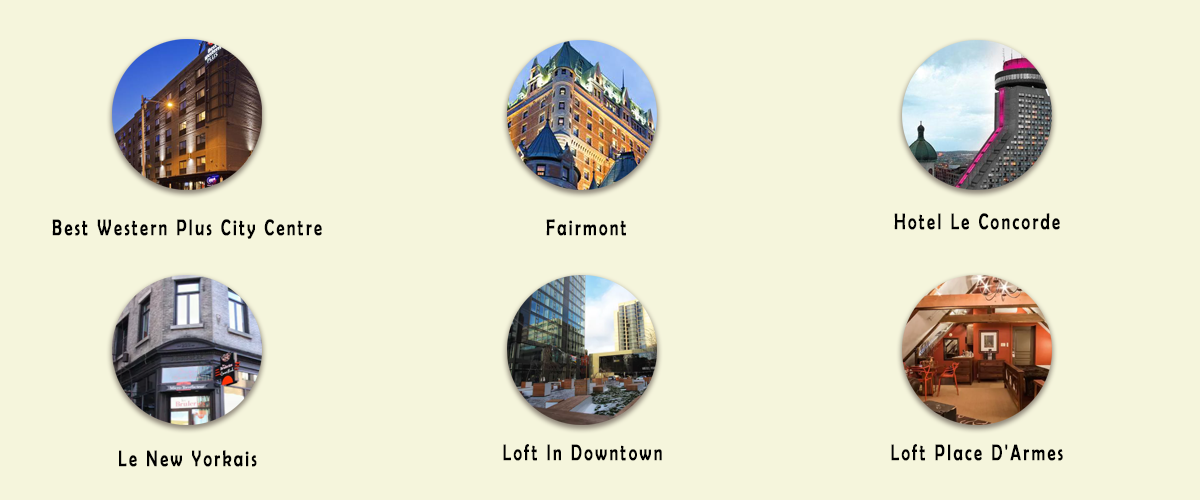 Best Western Plus City Centre
Fairmont
Hotel Le Concorde
Le New Yorkais
Loft In Downtown
Loft Place D'Armes